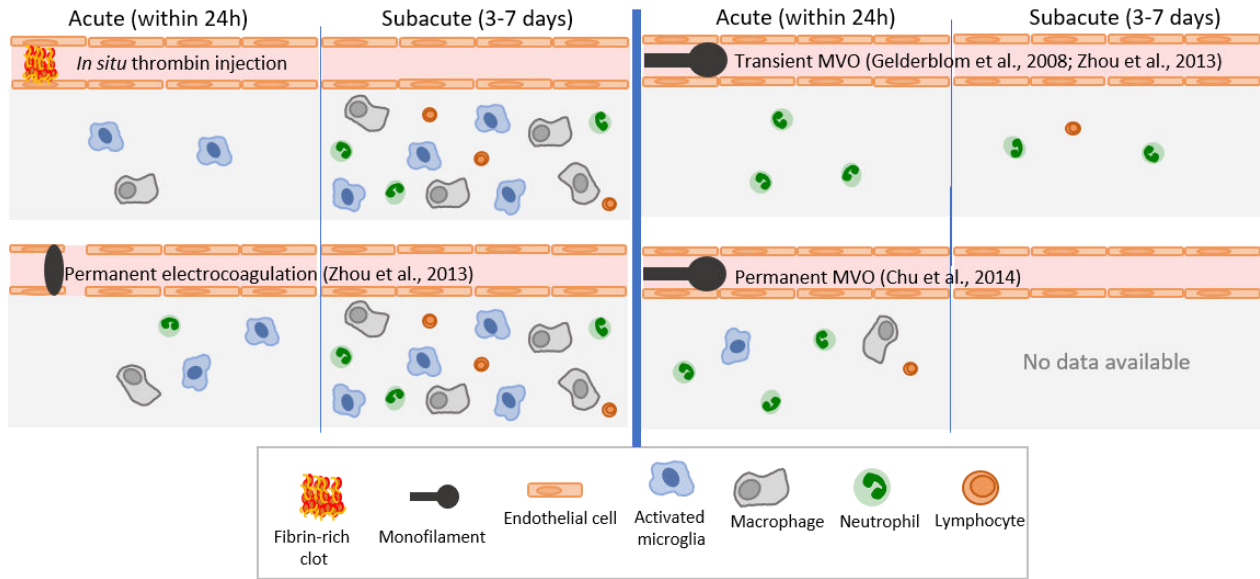 Acute (within 24h)
Subacute (3-7 days)
Acute (within 24h)
Subacute (3-7 days)
In situ thrombin injection
Transient MVO (Gelderblom et al., 2008; Zhou et al., 2013)
Permanent electrocoagulation (Zhou et al., 2013)
Permanent MVO (Chu et al., 2014)
No data available
Fibrin-rich
clot
Monofilament
Endothelial cell
Activated
microglia
Macrophage
Neutrophil
Lymphocyte